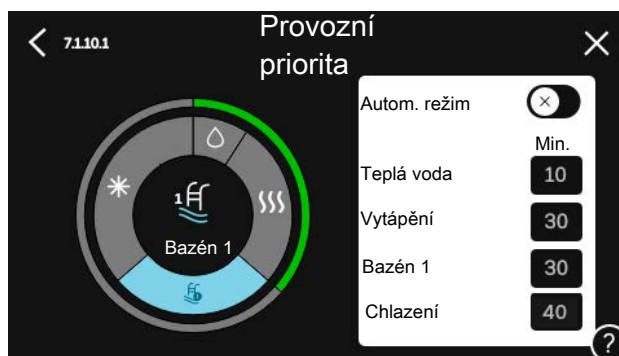 7.1.10.1
Provozní
priorita
Autom. režim
Min.
Teplá voda
10
Vytápění
30
Bazén 1
30
Chlazení
40
1
Bazén 1
1
?